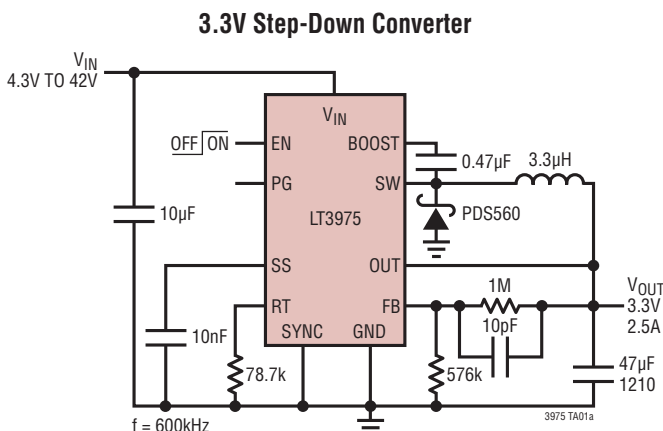 3.3V Step-Down Converter
VIN
4.3V TO 42V
VIN
OFF ON
EN
BOOST
0.47µF
3.3µH
PG
SW
PDS560
10µF
LT3975
SS
OUT
1M
VOUT
3.3V
2.5A
RT
FB
10pF
10nF
SYNC
GND
78.7k
576k
47µF
1210
f = 600kHz
3975 TA01a